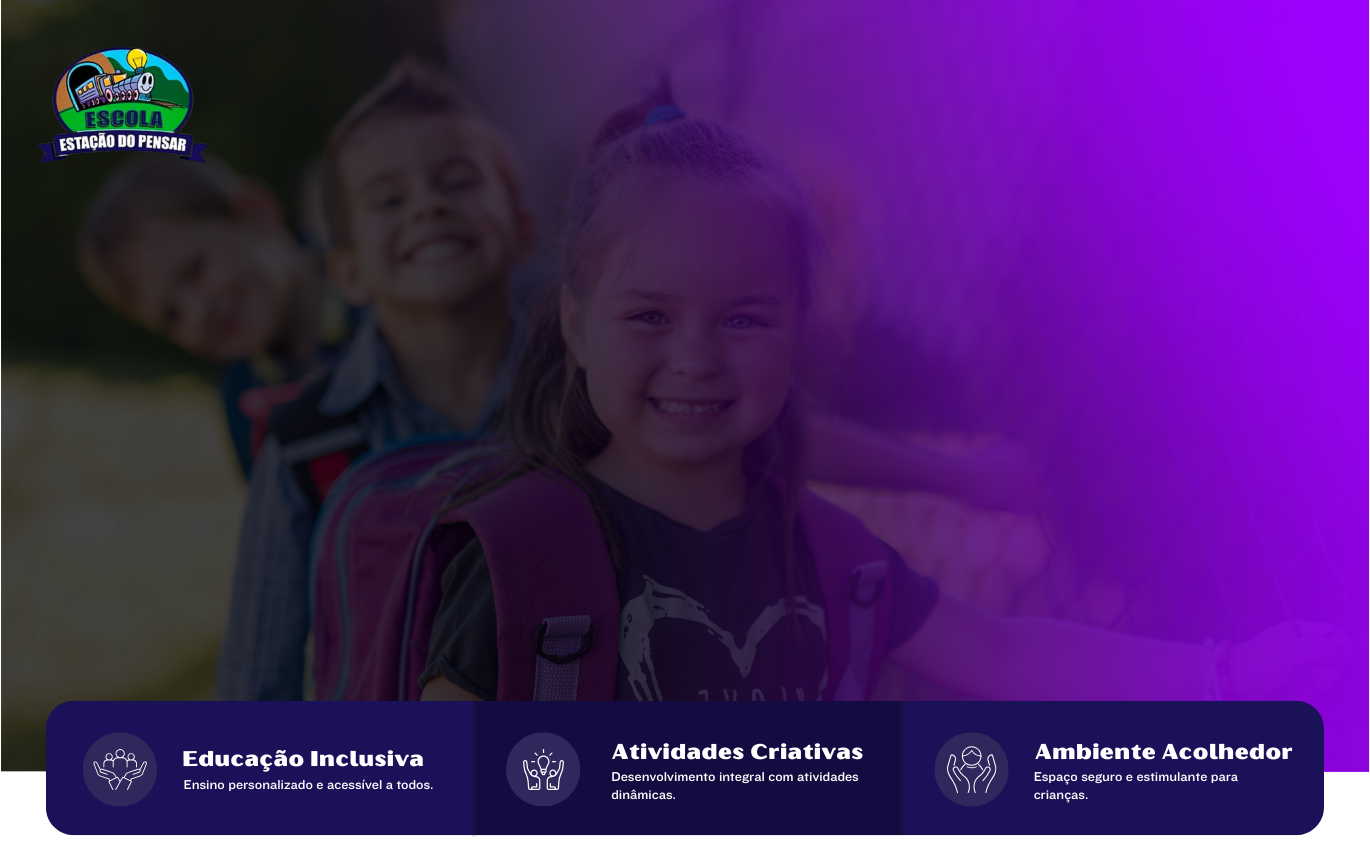 ESCOLA
ESTAÇÃO DO PENSAR
Educação Inclusiva
Ensino personalizado e acessível a todos.
Atividades Criativas
Desenvolvimento integral com atividades
dinâmicas.
Ambiente Acolhedor
Espaço seguro e estimulante para
crianças.